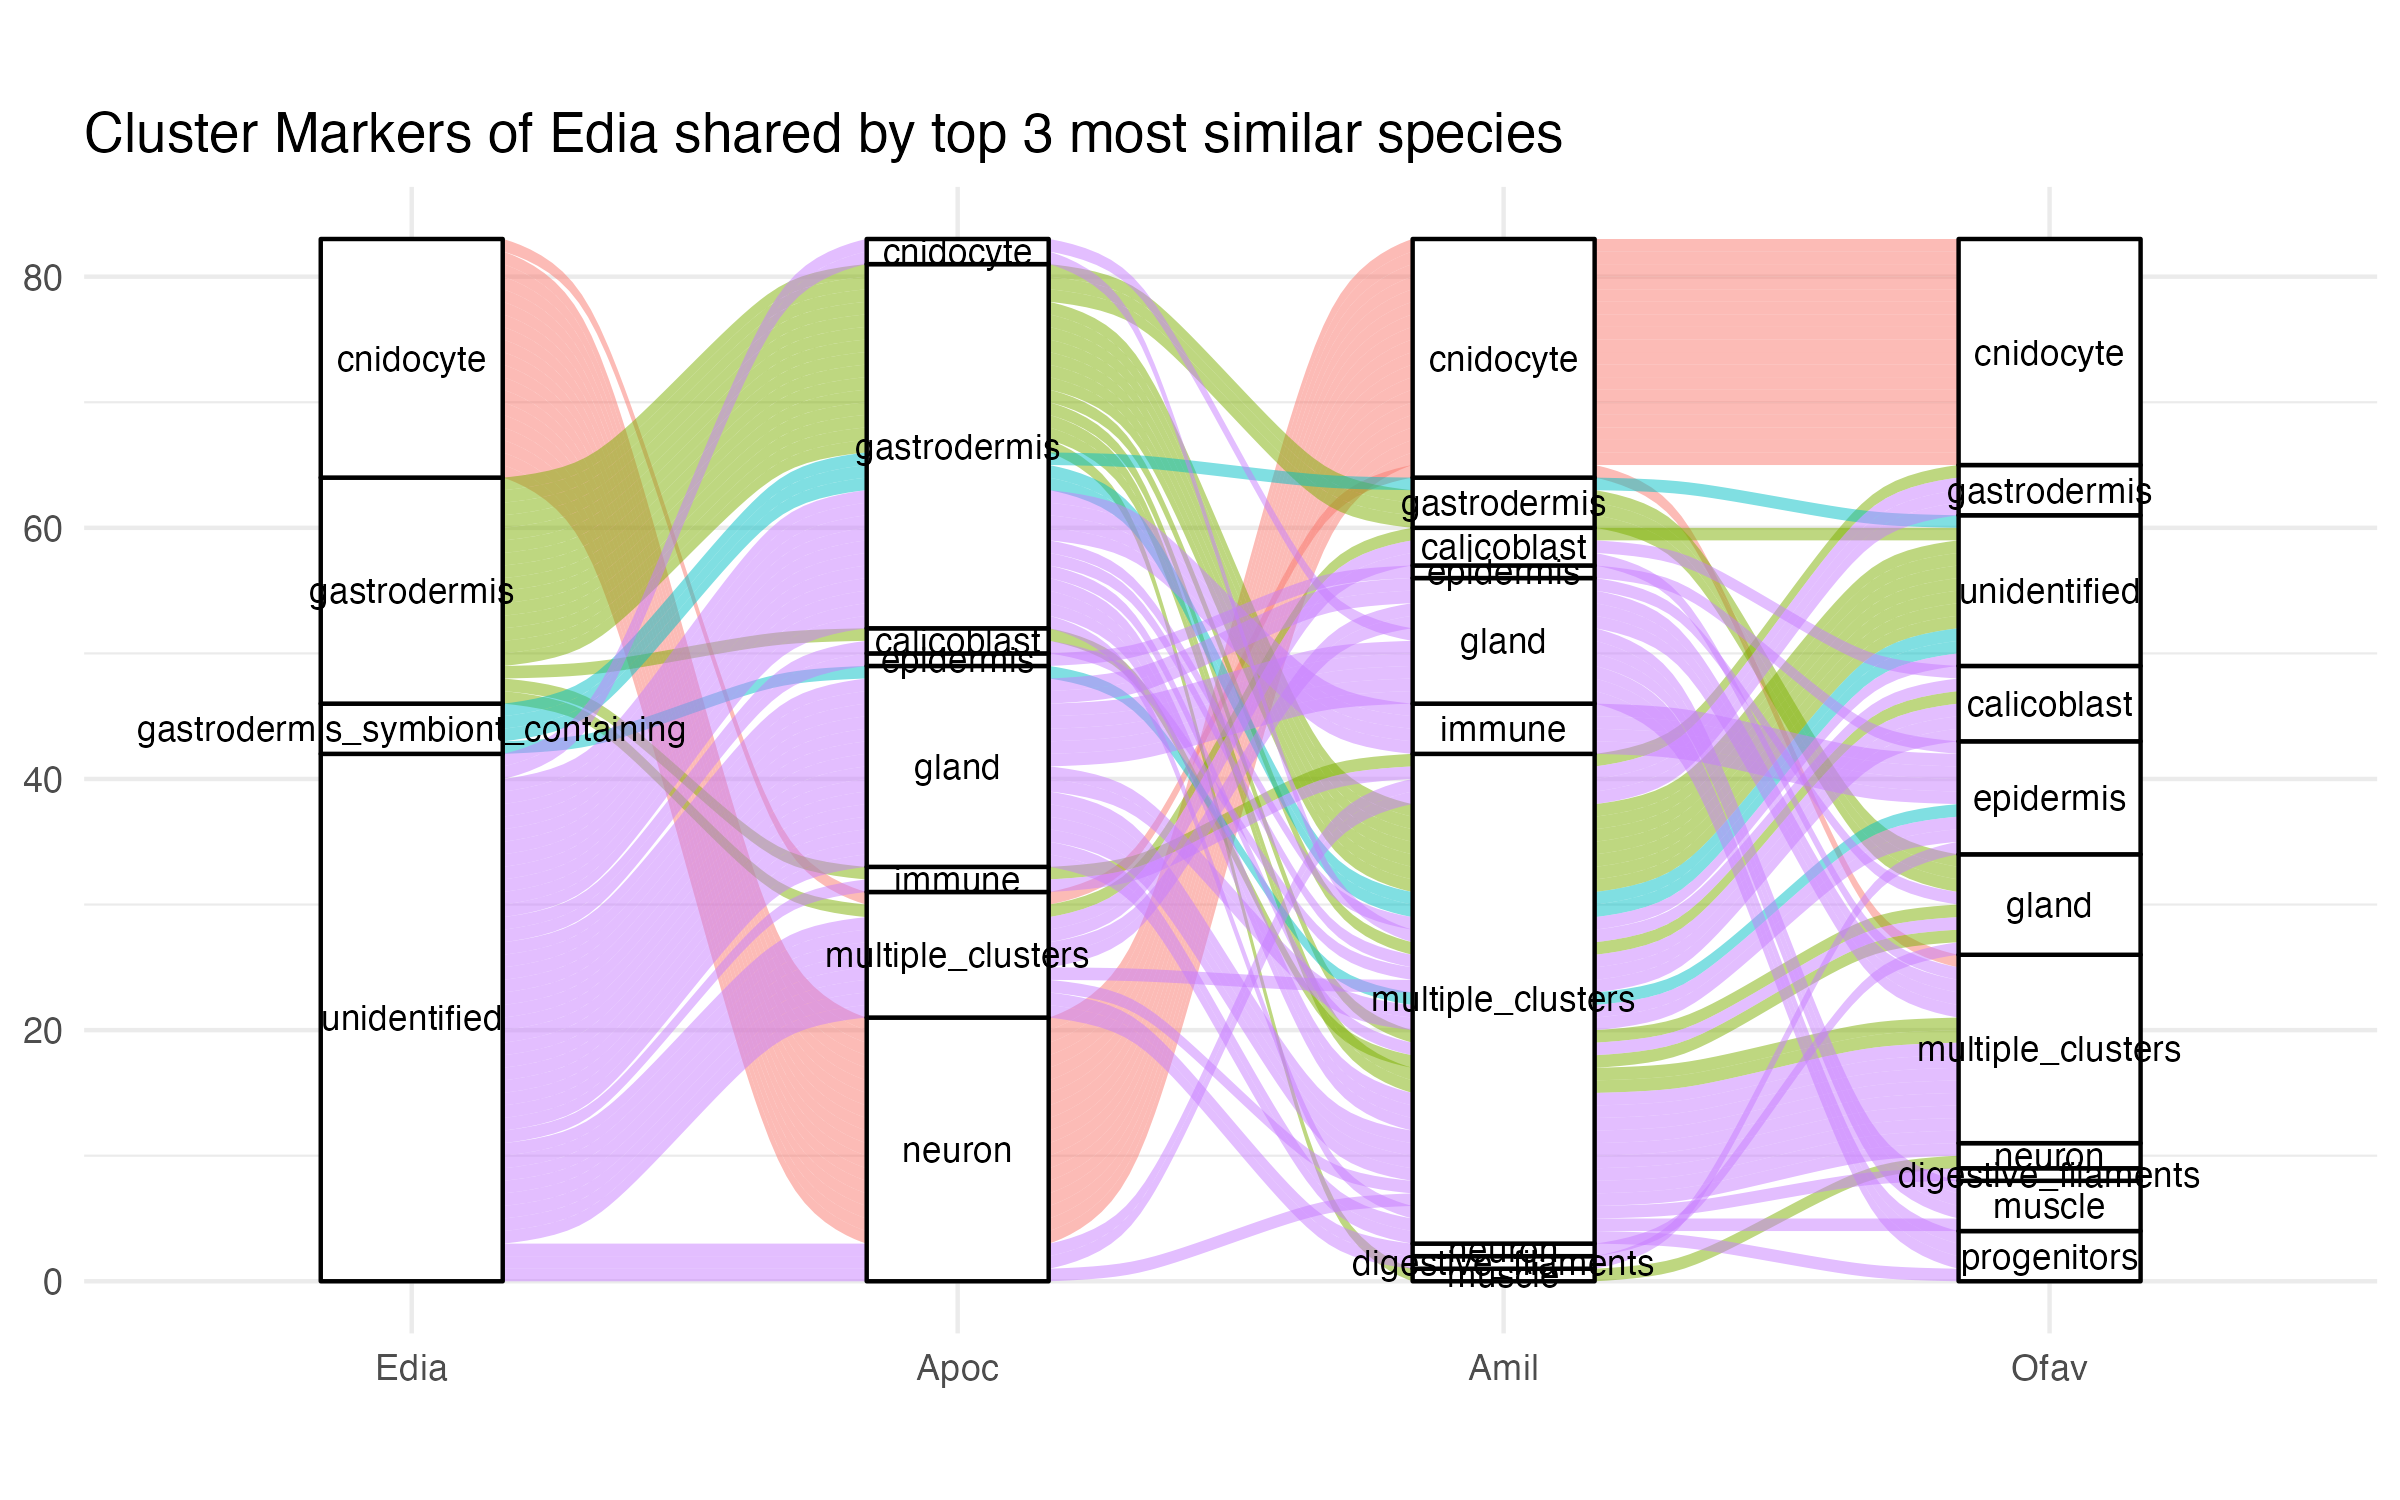 Cluster Markers of Edia shared by top 3 most similar species
80
60
40
20
0
cnidocyte
gastrodermis
gastrodermis_symbiont_containing
unidentified
cnidocyte
gastrodermis
calicoblast
epidermis
gland
immune
multiple_clusters
neuron
cnidocyte
gastrodermis
calicoblast
epidermis
gland
immune
multiple_clusters
neuron
digestive_filaments
muscle
cnidocyte
gastrodermis
unidentified
calicoblast
epidermis
gland
multiple_clusters
neuron
digestive_filaments
muscle
progenitors
Edia
Apoc
Amil
Ofav